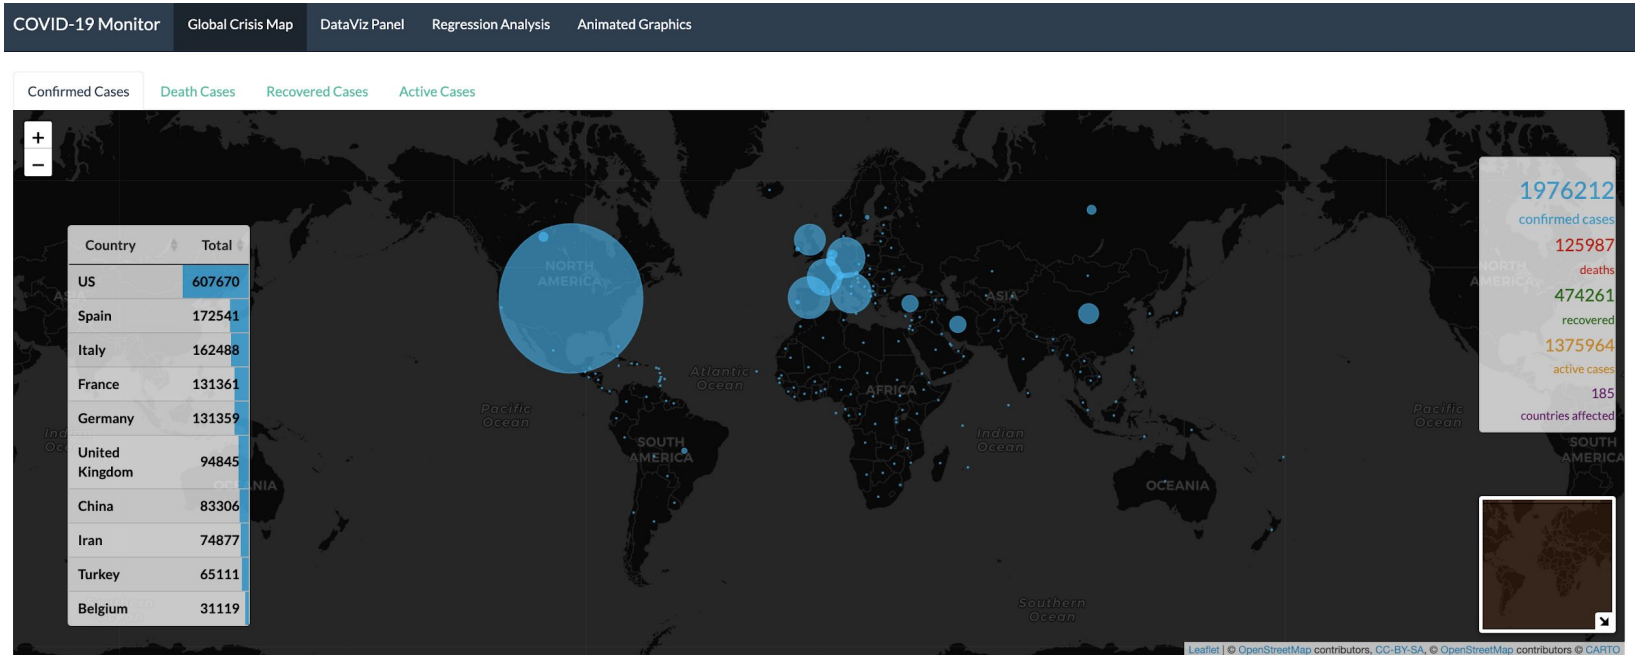 COVID-19 Monitor Global Crisis Map DataViz Panel Regression Analysis Animated Graphics
Confirmed Cases Death Cases Recovered Cases Active Cases
+
−
Country Total
US 607670
Spain 172541
Italy 162488
France 131361
Germany 131359
United
Kingdom 94845
China 83306
Iran 74877
Turkey 65111
Belgium 31119
NORTH
AMERICA
Atlantic
Ocean
Pacific
Ocean
SOUTH
AMERICA
AFRICA
ASIA
Indian
Ocean
OCEANIA
Southern
Ocean
Pacific
Ocean
1976212
confirmed cases
125987
deaths
474261
recovered
1375964
active cases
185
countries affected
NORTH
AMERICA
SOUTH
AMERICA
Leaflet | © OpenStreetMap contributors, CC-BY-SA, © OpenStreetMap contributors © CARTO